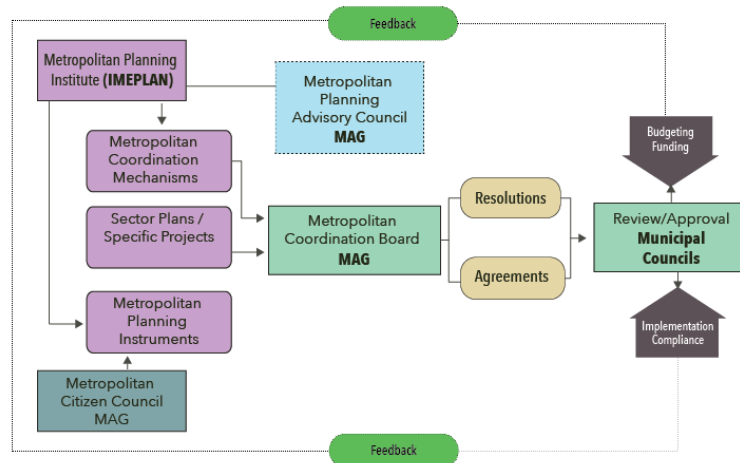 Feedback
Metropolitan Planning
Institute (IMEPLAN)
Metropolitan
Planning
Advisory Council
MAG
Budgeting
Funding
Metropolitan
Coordination
Mechanisms
Sector Plans /
Specific Projects
Metropolitan
Coordination Board
MAG
Resolutions
Agreements
Review/Approval
Municipal
Councils
Metropolitan
Planning
Instruments
Implementation
Compliance
Metropolitan
Citizen Council
MAG
Feedback